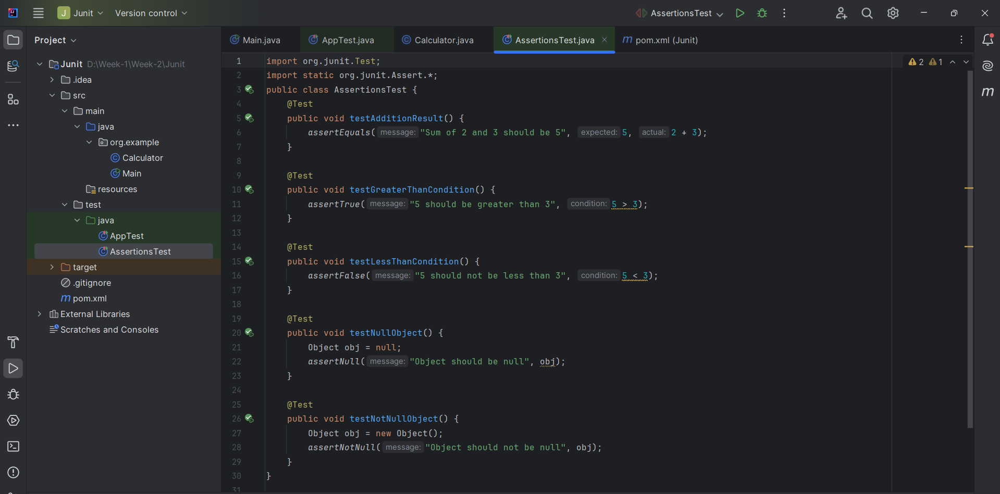 J Junit Version control AssertionsTest
Project
Main.java AppTest.java Calculator.java AssertionsTest.java m pom.xml (Junit)
Junit D:\Week-1\Week-2\Junit
.idea
src
main
java
org.example
Calculator
Main
resources
test
java
AppTest
AssertionsTest
target
.gitignore
m pom.xml
External Libraries
Scratches and Consoles
2 1
m
1 import org.junit.Test;
2 import static org.junit.Assert.*;
3 public class AssertionsTest {
4 @Test
5 public void testAdditionResult() {
6 assertEquals( message: "Sum of 2 and 3 should be 5", expected: 5, actual: 2 + 3);
7 }
8
9 @Test
10 public void testGreaterThanCondition() {
11 assertTrue( message: "5 should be greater than 3", condition: 5 > 3);
12 }
13
14 @Test
15 public void testLessThanCondition() {
16 assertFalse( message: "5 should not be less than 3", condition: 5 < 3);
17 }
18
19 @Test
20 public void testNullObject() {
21 Object obj = null;
22 assertNull( message: "Object should be null", obj);
23 }
24
25 @Test
26 public void testNotNullObject() {
27 Object obj = new Object();
28 assertNotNull( message: "Object should not be null", obj);
29 }
30 }
31